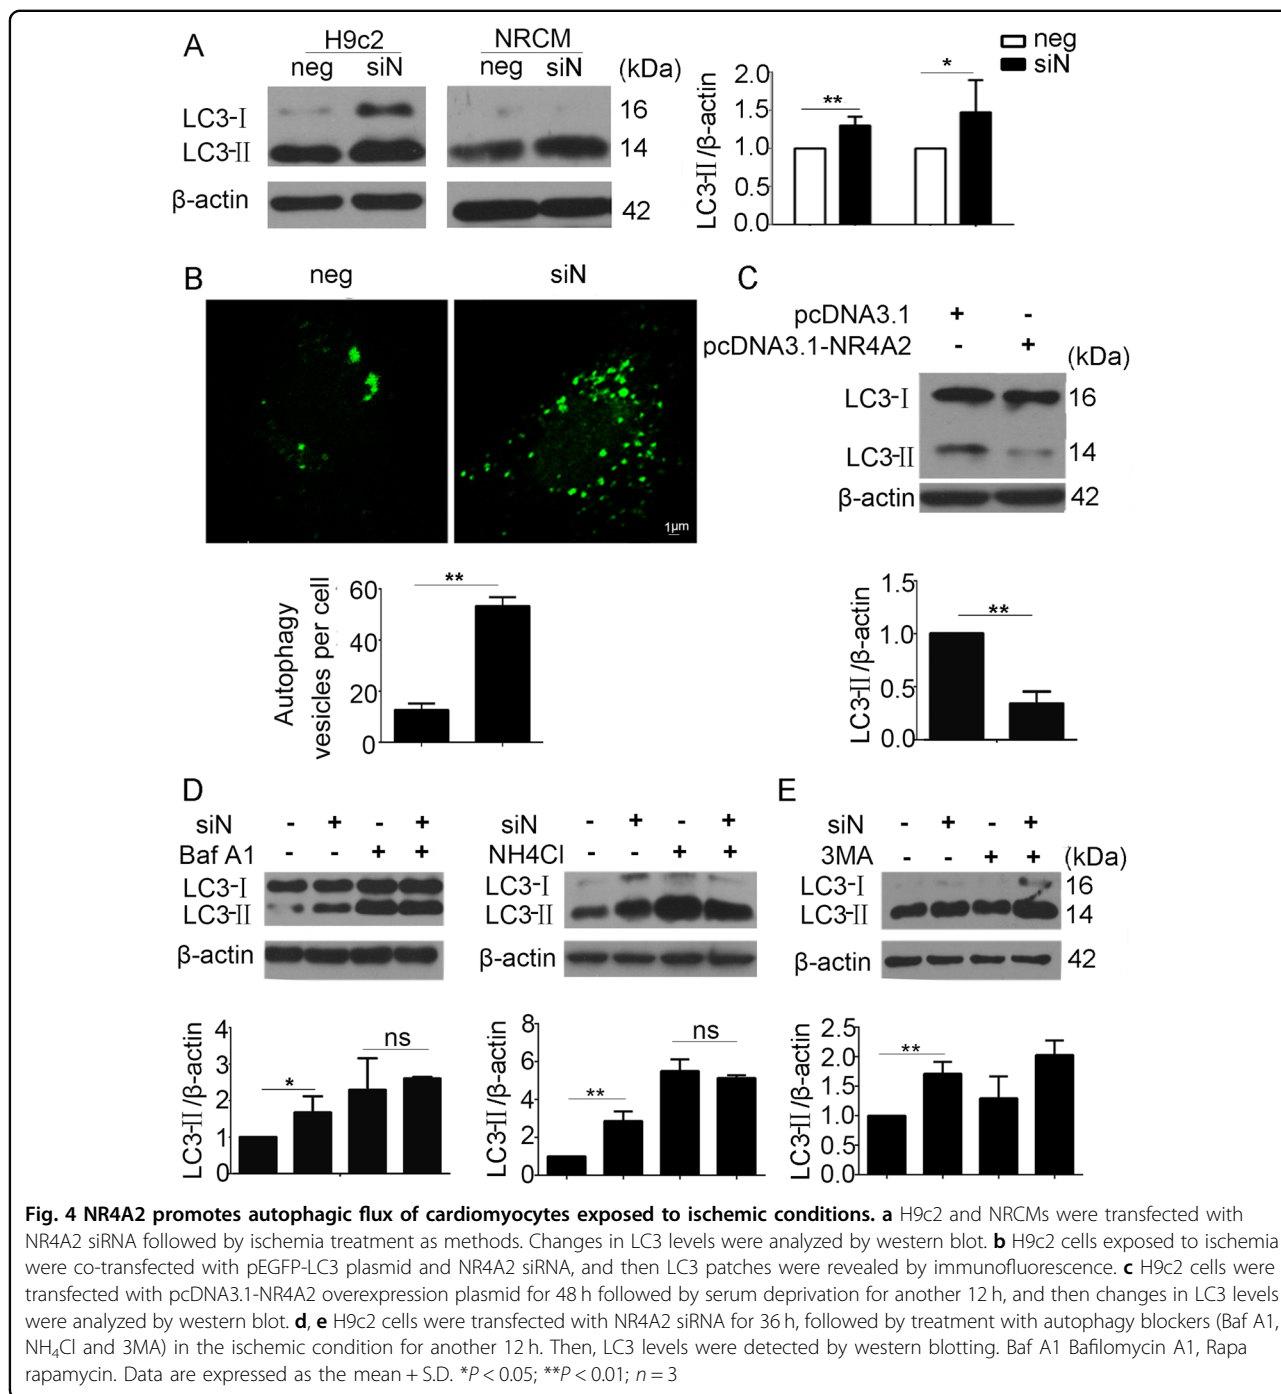 A
H9c2
NRCM
neg siN
neg siN
(kDa)
LC3-I
16
LC3-II
14
β-actin
42
neg
siN
LC3-II/β-actin
2.0
1.5
1.0
0.5
0.0
**
*
B
neg
siN
1μm
Autophagy
vesicles per cell
60
40
20
0
**
C
pcDNA3.1 + -
pcDNA3.1-NR4A2 - +
(kDa)
LC3-I 16
LC3-II 14
β-actin 42
LC3-II/β-actin
1.5
1.0
0.5
0.0
**
D
siN - + - +
Baf A1 - - + +
LC3-I
LC3-II
β-actin
LC3-II/β-actin
4
3
2
1
0
*
ns
siN - + - +
NH4Cl - - + +
LC3-I
LC3-II
β-actin
LC3-II/β-actin
8
6
4
2
0
**
ns
E
siN - + - +
3MA - - + + (kDa)
LC3-I 16
LC3-II 14
β-actin 42
LC3-II/β-actin
2.5
2.0
1.5
1.0
0.5
0.0
**
Fig. 4 NR4A2 promotes autophagic flux of cardiomyocytes exposed to ischemic conditions. a H9c2 and NRCMs were transfected with
NR4A2 siRNA followed by ischemia treatment as methods. Changes in LC3 levels were analyzed by western blot. b H9c2 cells exposed to ischemia
were co-transfected with pEGFP-LC3 plasmid and NR4A2 siRNA, and then LC3 patches were revealed by immunofluorescence. c H9c2 cells were
transfected with pcDNA3.1-NR4A2 overexpression plasmid for 48 h followed by serum deprivation for another 12 h, and then changes in LC3 levels
were analyzed by western blot. d, e H9c2 cells were transfected with NR4A2 siRNA for 36 h, followed by treatment with autophagy blockers (Baf A1,
NH₄Cl and 3MA) in the ischemic condition for another 12 h. Then, LC3 levels were detected by western blotting. Baf A1 Bafilomycin A1, Rapa
rapamycin. Data are expressed as the mean + S.D. *P < 0.05; **P < 0.01; n = 3